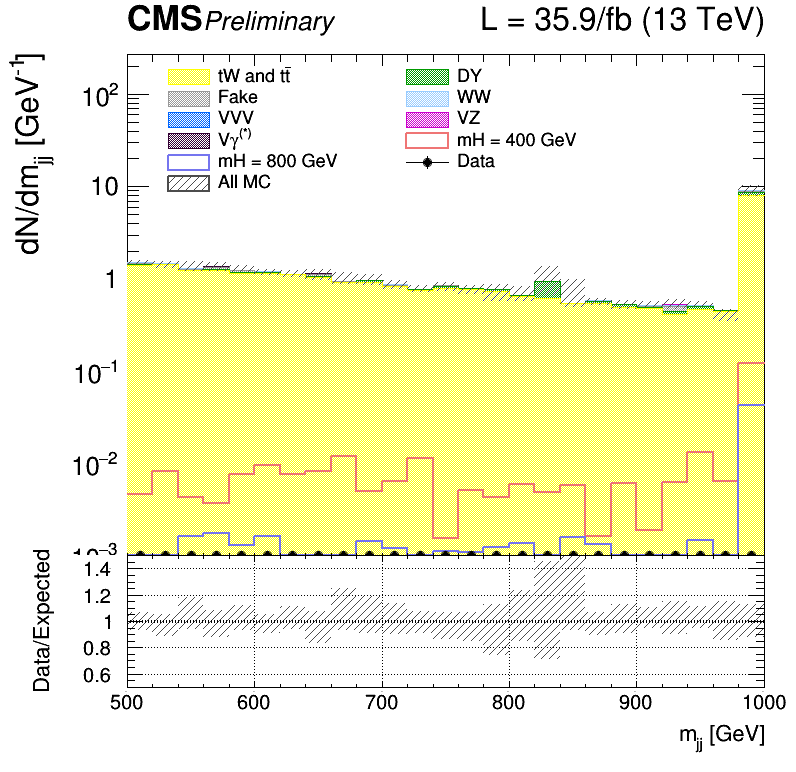 CMS Preliminary L = 35.9/fb (13 TeV)
dN/dm_jj [GeV⁻¹]
tW and tt̄ DY
Fake WW
VVV VZ
Vγ(*) mH = 400 GeV
mH = 800 GeV Data
All MC
10²
10
1
10⁻¹
10⁻²
10⁻³
Data/Expected
1.4
1.2
1
0.8
0.6
500 600 700 800 900 1000
m_jj [GeV]